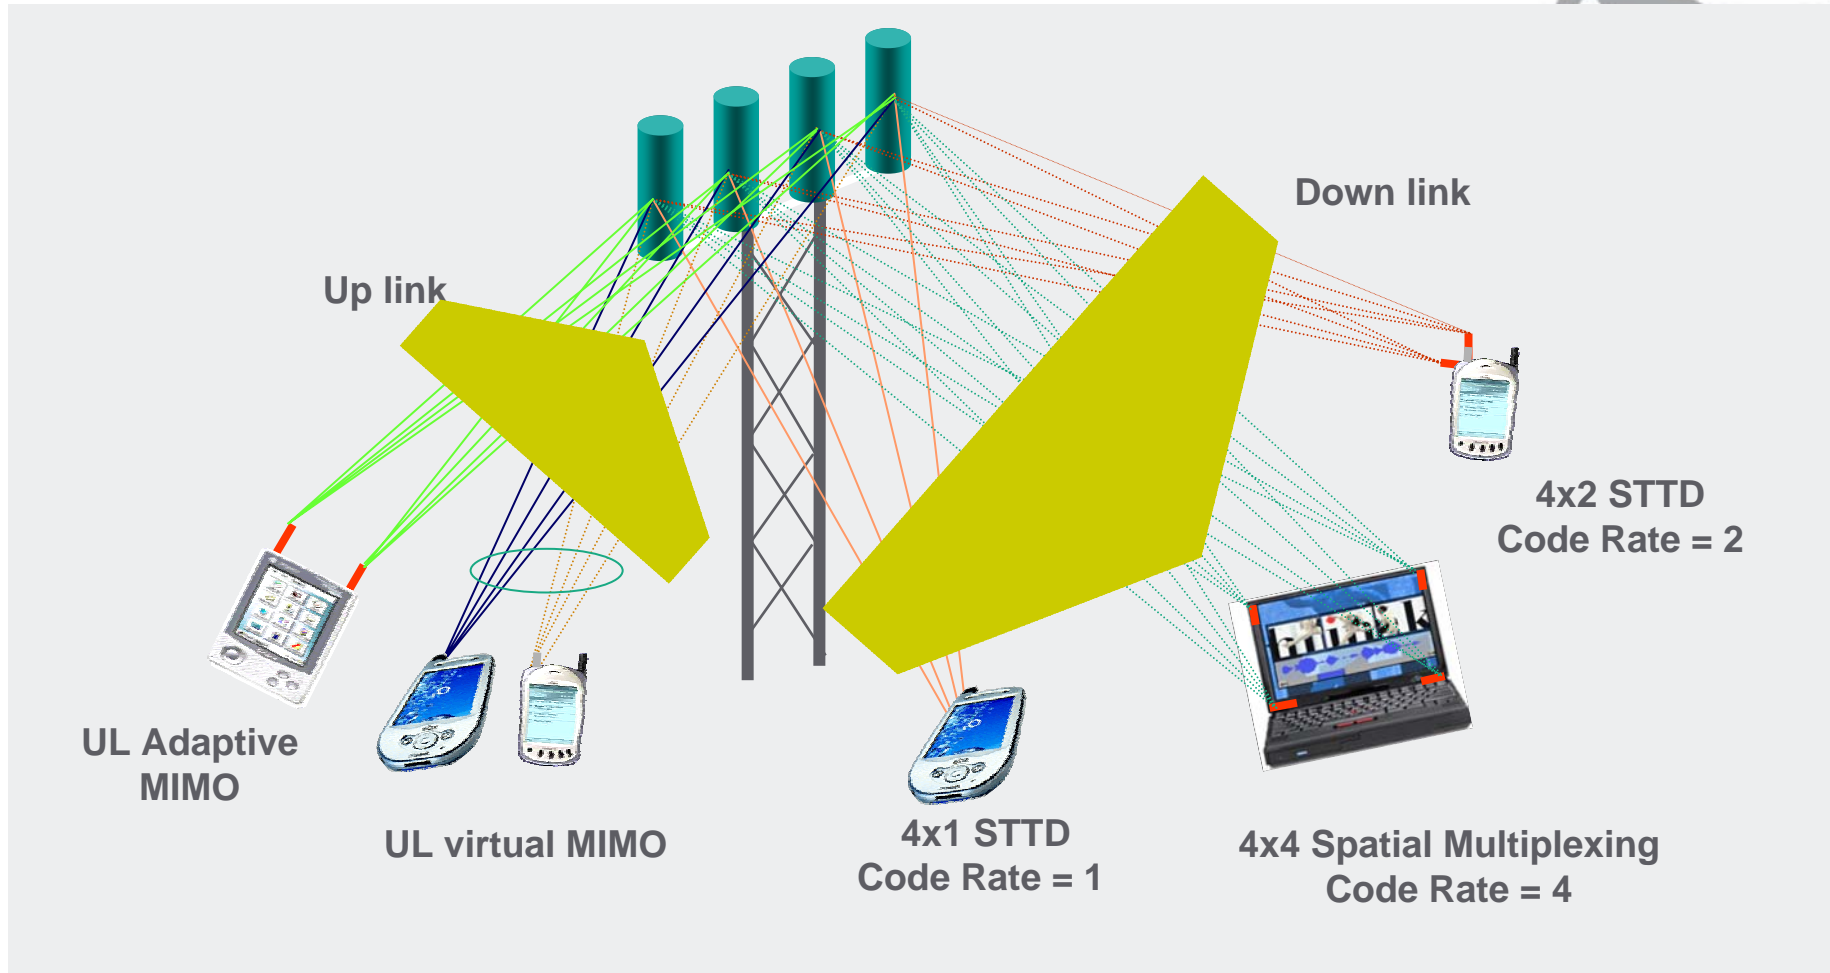 Down link
Up link
4x2 STTD
Code Rate = 2
UL Adaptive
MIMO
UL virtual MIMO
4x1 STTD
Code Rate = 1
4x4 Spatial Multiplexing
Code Rate = 4